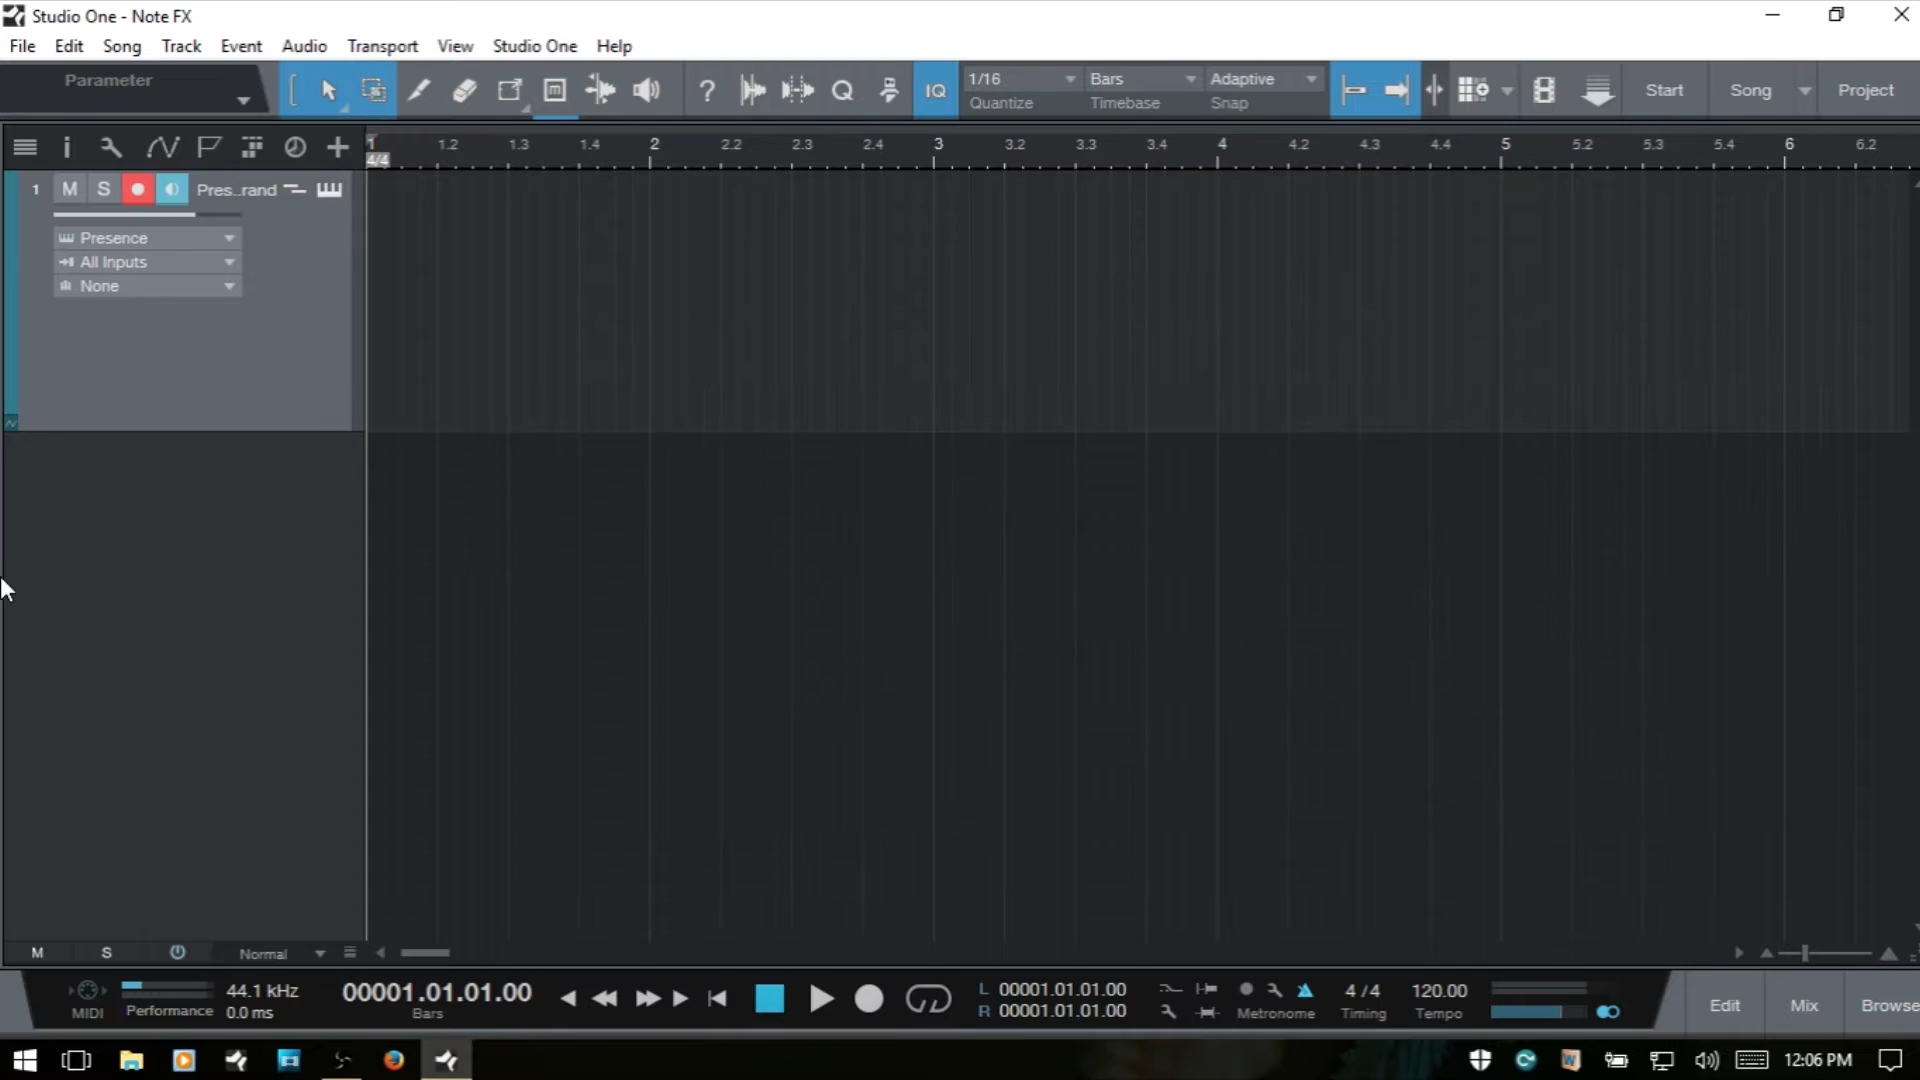 Studio One - Note FX
File Edit Song Track Event Audio Transport View Studio One Help
Parameter
? Q IQ 1/16 Bars Adaptive Start Song Project
Quantize Timebase Snap
1 1.2 1.3 1.4 2 2.2 2.3 2.4 3 3.2 3.3 3.4 4 4.2 4.3 4.4 5 5.2 5.3 5.4 6 6.2
4/4
1 M S Pres..rand
Presence
All Inputs
None
M S Normal
44.1 kHz 00001.01.01.00 L 00001.01.01.00 4 / 4 120.00 Edit Mix Browse
MIDI Performance 0.0 ms Bars R 00001.01.01.00 Metronome Timing Tempo
12:06 PM